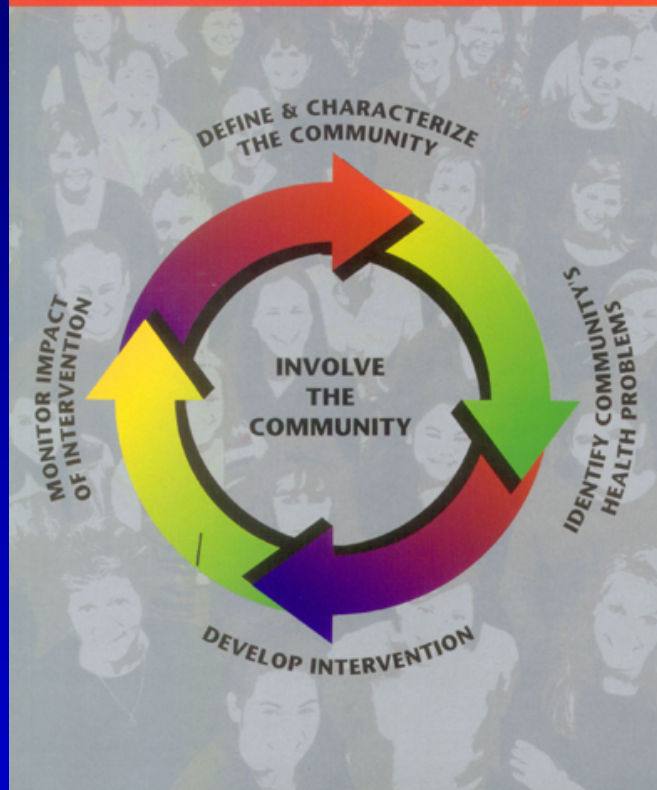 DEFINE & CHARACTERIZE
THE COMMUNITY
IDENTIFY COMMUNITY'S
HEALTH PROBLEMS
DEVELOP INTERVENTION
MONITOR IMPACT
OF INTERVENTION
INVOLVE
THE
COMMUNITY